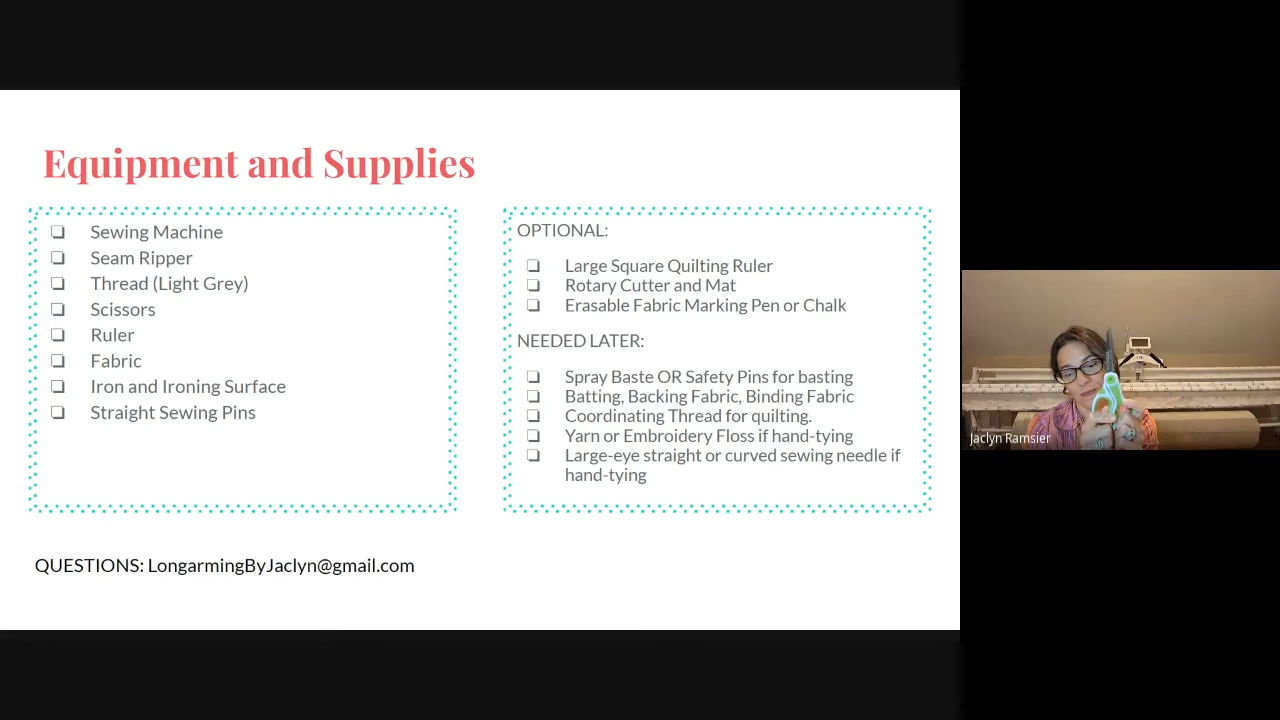 Equipment and Supplies
Sewing Machine
Seam Ripper
Thread (Light Grey)
Scissors
Ruler
Fabric
Iron and Ironing Surface
Straight Sewing Pins
OPTIONAL:
Large Square Quilting Ruler
Rotary Cutter and Mat
Erasable Fabric Marking Pen or Chalk
NEEDED LATER:
Spray Baste OR Safety Pins for basting
Batting, Backing Fabric, Binding Fabric
Coordinating Thread for quilting.
Yarn or Embroidery Floss if hand-tying
Large-eye straight or curved sewing needle if
hand-tying
QUESTIONS: LongarmingByJaclyn@gmail.com
Jaclyn Ramsier